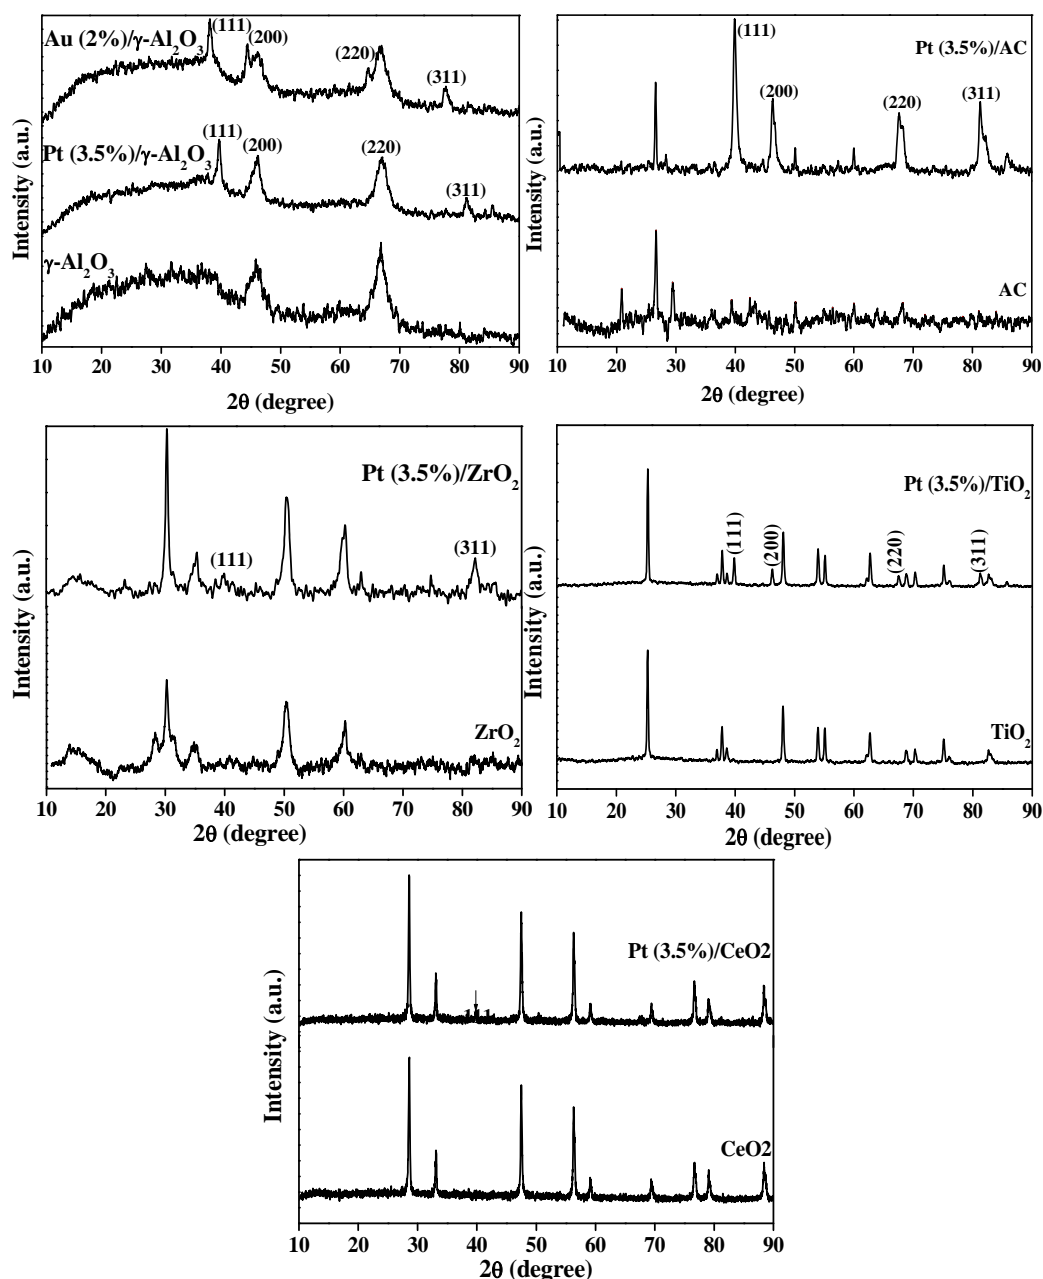 Au (2%)/γ-Al2O3
(111)
(200)
(220)
(311)
Pt (3.5%)/γ-Al2O3
(111)
(200)
(220)
(311)
γ-Al2O3
Intensity (a.u.)
10 20 30 40 50 60 70 80 90
2θ (degree)
Pt (3.5%)/AC
(111)
(200)
(220)
(311)
AC
Intensity (a.u.)
10 20 30 40 50 60 70 80 90
2θ (degree)
Pt (3.5%)/ZrO2
(111)
(311)
ZrO2
Intensity (a.u.)
10 20 30 40 50 60 70 80 90
2θ (degree)
Pt (3.5%)/TiO2
(111)
(200)
(220)
(311)
TiO2
Intensity (a.u.)
10 20 30 40 50 60 70 80 90
2θ (degree)
Pt (3.5%)/CeO2
CeO2
Intensity (a.u.)
10 20 30 40 50 60 70 80 90
2θ (degree)